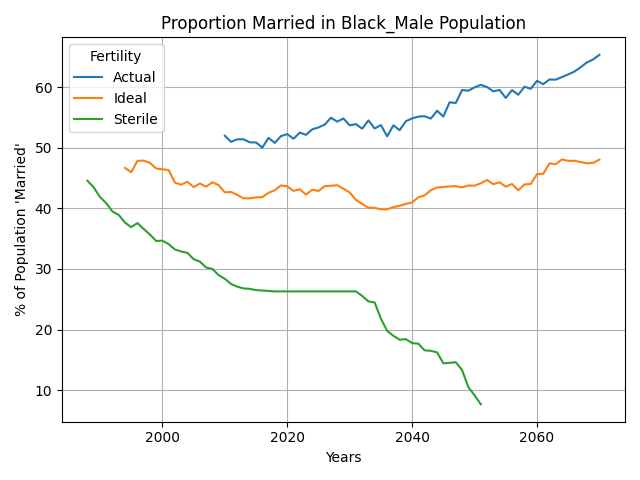 Proportion Married in Black_Male Population
Fertility
Actual
Ideal
Sterile
% of Population 'Married'
60
50
40
30
20
10
2000 2020 2040 2060
Years